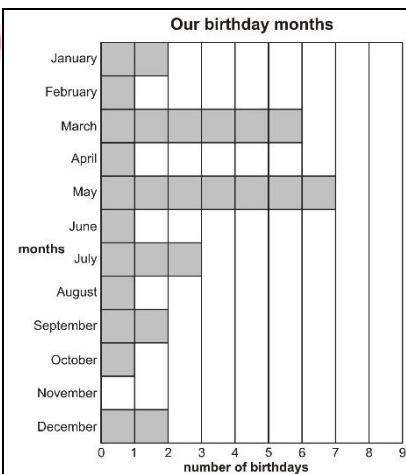 Our birthday months
January
February
March
April
May
June
months
July
August
September
October
November
December
0 1 2 3 4 5 6 7 8 9
number of birthdays